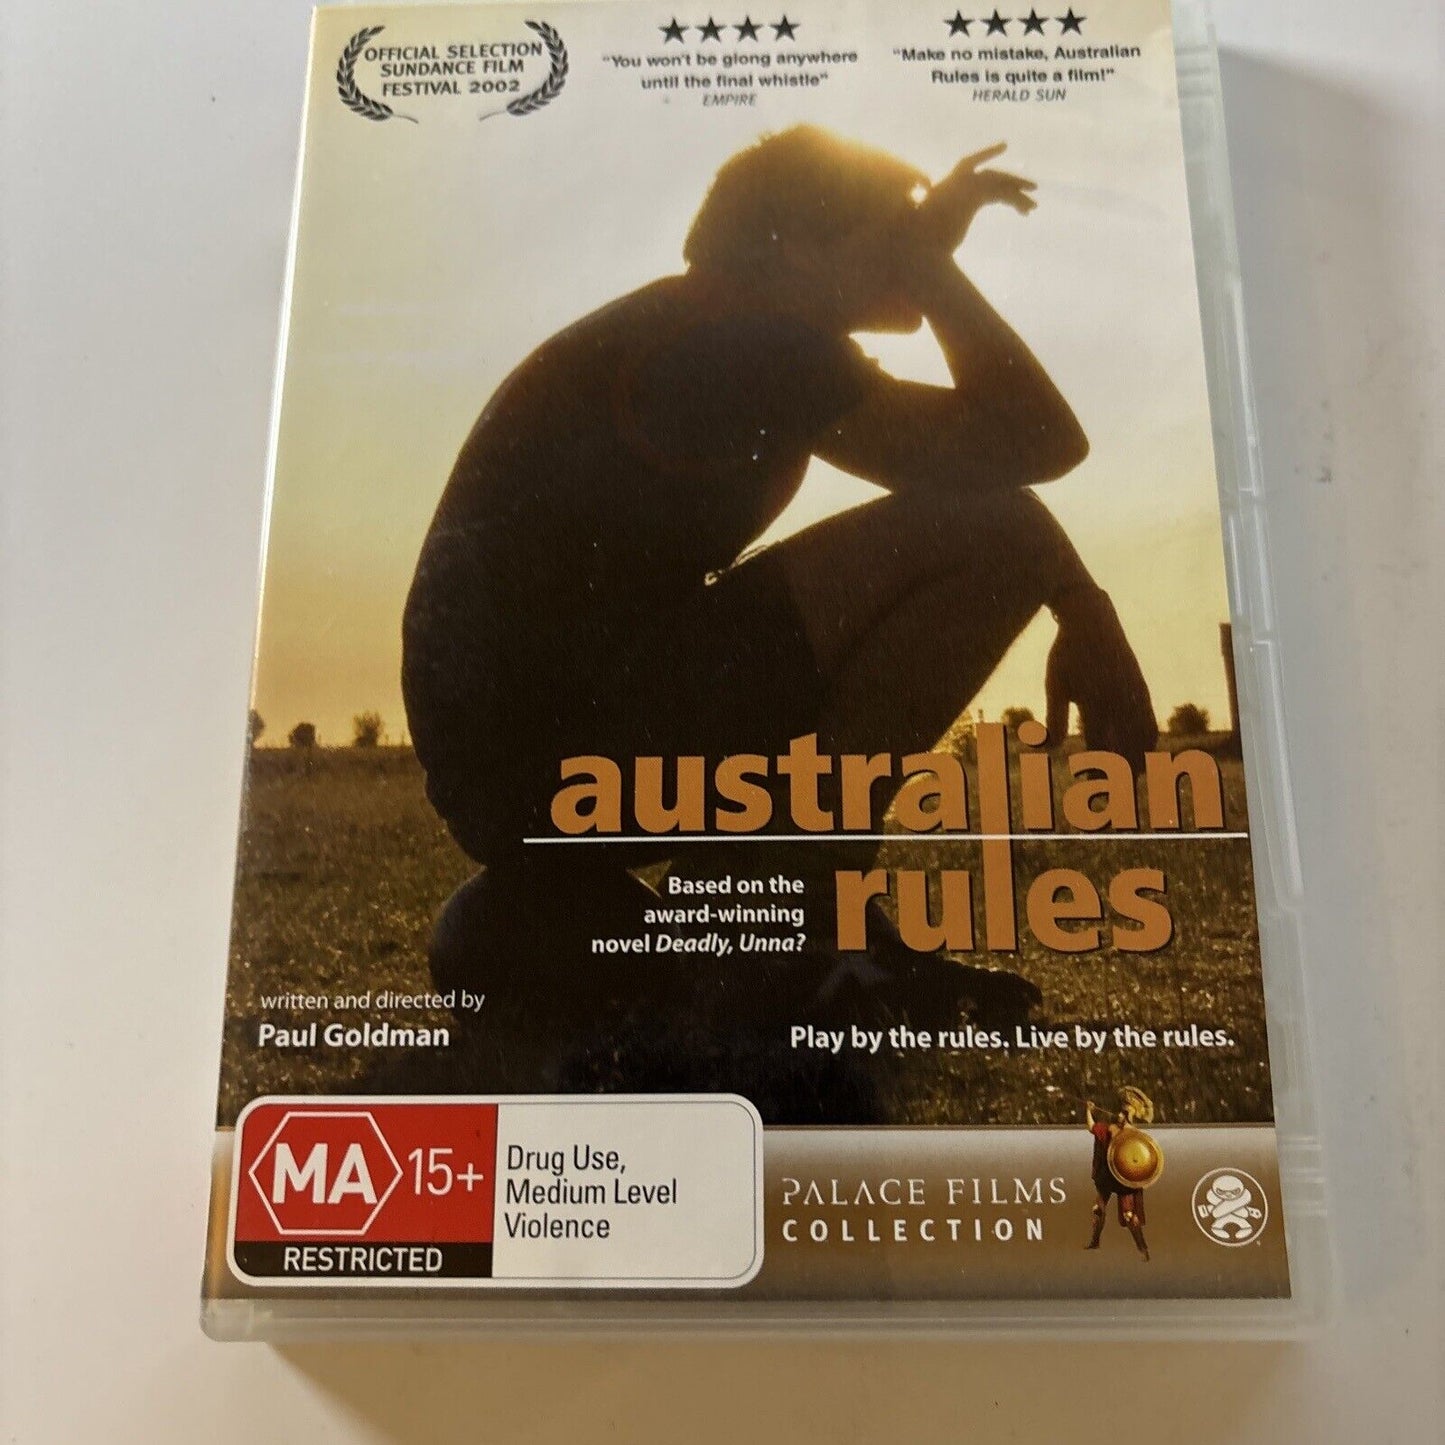 OFFICIAL SELECTION
SUNDANCE FILM
FESTIVAL 2002
"You won't be giong anywhere
until the final whistle"
EMPIRE
"Make no mistake, Australian
Rules is quite a film!"
HERALD SUN
australian
rules
Based on the
award-winning
novel Deadly, Unna?
written and directed by
Paul Goldman
Play by the rules. Live by the rules.
MA 15+
RESTRICTED
Drug Use,
Medium Level
Violence
PALACE FILMS
COLLECTION